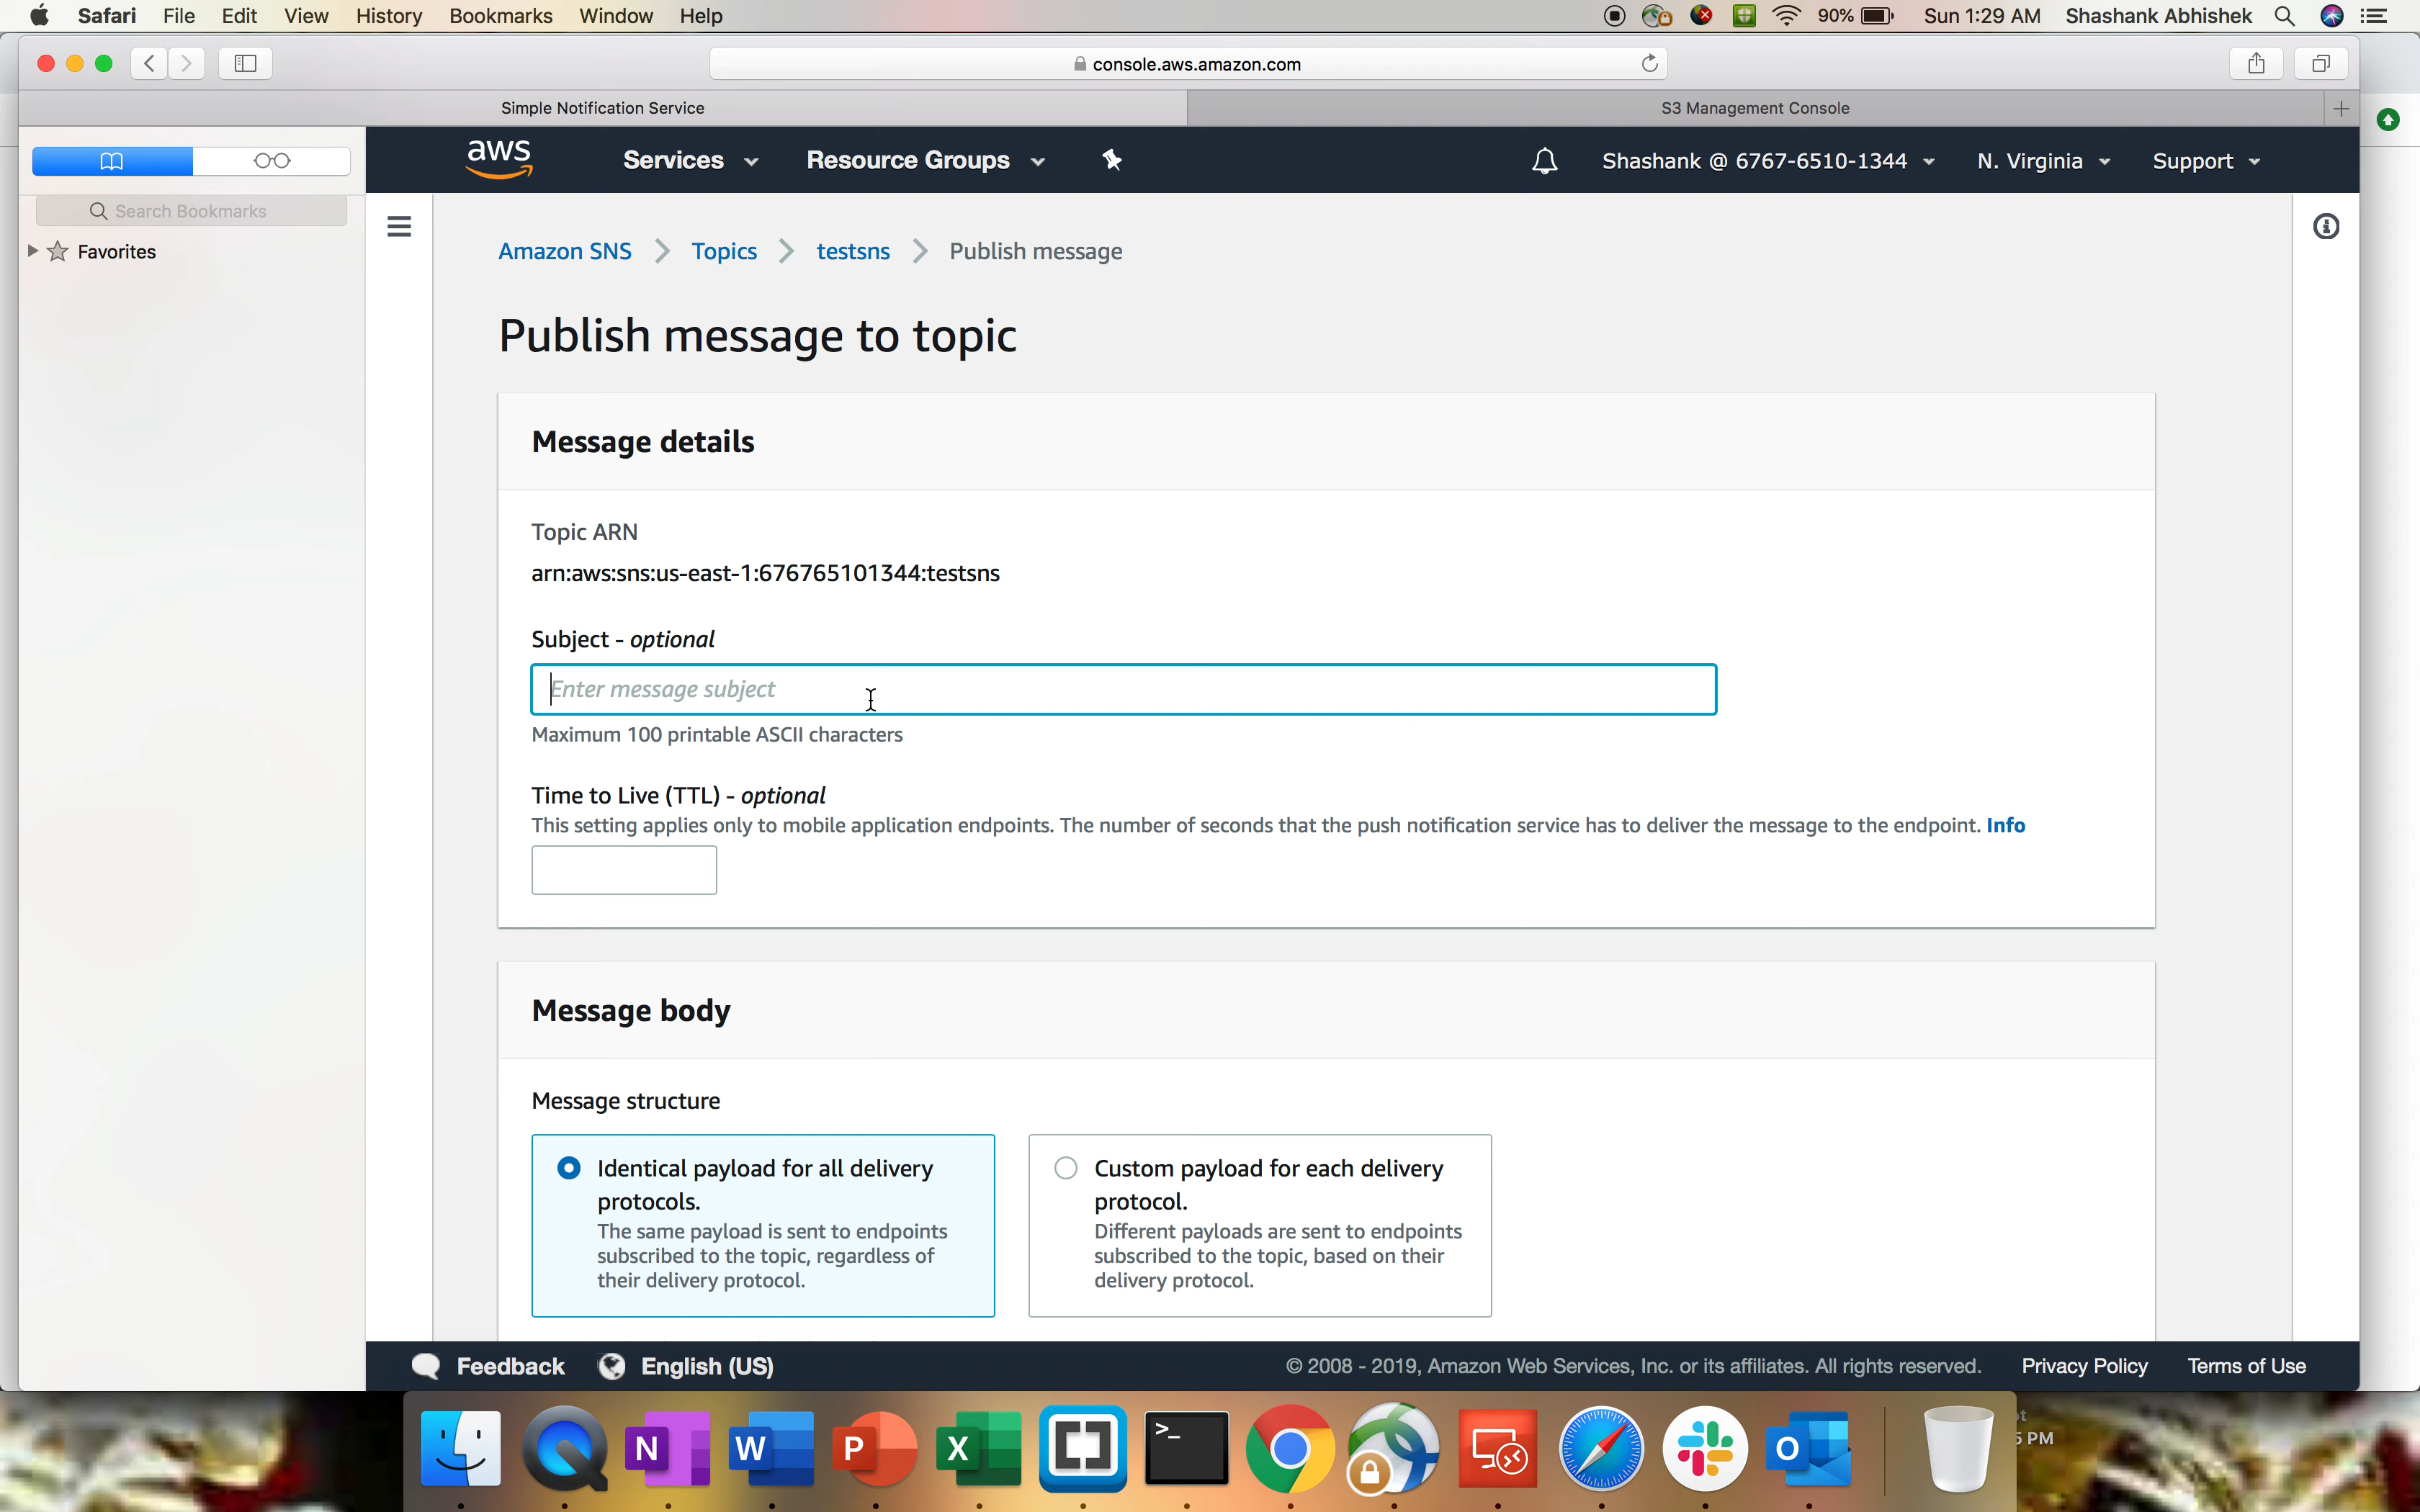 Safari File Edit View History Bookmarks Window Help 90% Sun 1:29 AM Shashank Abhishek
console.aws.amazon.com
Simple Notification Service S3 Management Console
aws Services Resource Groups Shashank @ 6767-6510-1344 N. Virginia Support
Search Bookmarks
Favorites
Amazon SNS Topics testsns Publish message
Publish message to topic
Message details
Topic ARN
arn:aws:sns:us-east-1:676765101344:testsns
Subject - optional
Enter message subject
Maximum 100 printable ASCII characters
Time to Live (TTL) - optional
This setting applies only to mobile application endpoints. The number of seconds that the push notification service has to deliver the message to the endpoint. Info
Message body
Message structure
Identical payload for all delivery
protocols.
The same payload is sent to endpoints
subscribed to the topic, regardless of
their delivery protocol.
Custom payload for each delivery
protocol.
Different payloads are sent to endpoints
subscribed to the topic, based on their
delivery protocol.
Feedback English (US) © 2008 - 2019, Amazon Web Services, Inc. or its affiliates. All rights reserved. Privacy Policy Terms of Use
N W P X >_ O
5 PM